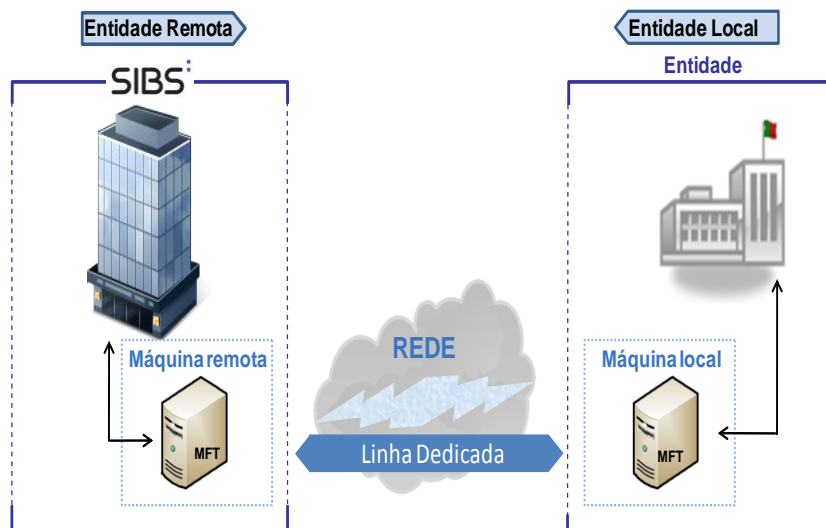 Entidade Remota
Entidade Local
SIBS
Entidade
Máquina remota
MFT
REDE
Linha Dedicada
Máquina local
MFT